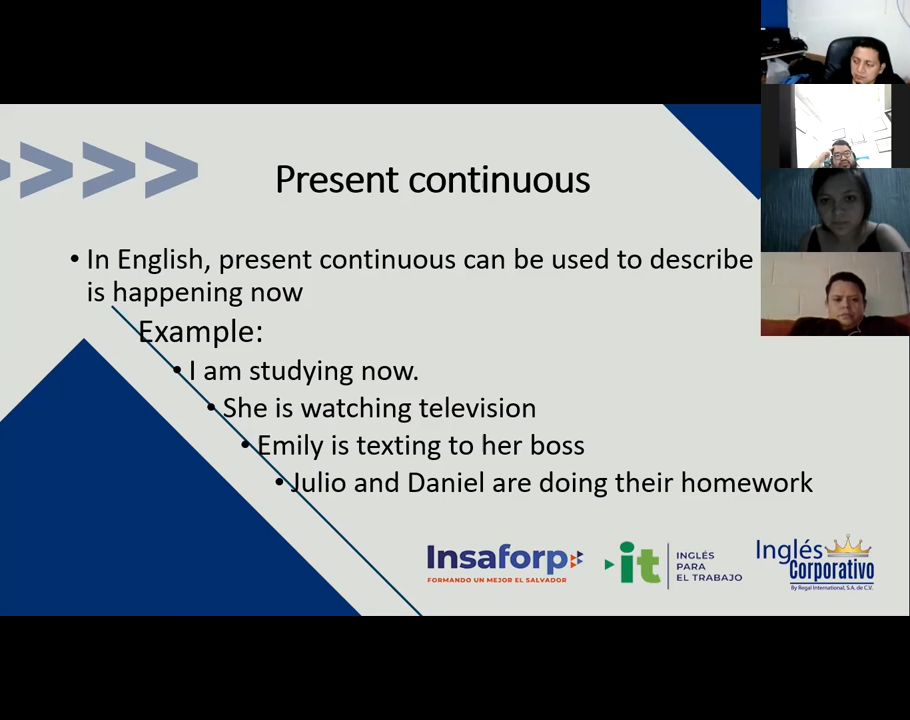 Present continuous
• In English, present continuous can be used to describe
is happening now
Example:
• I am studying now.
• She is watching television
• Emily is texting to her boss
• Julio and Daniel are doing their homework
Insaforp
FORMANDO UN MEJOR EL SALVADOR
it
INGLÉS
PARA
EL TRABAJO
Inglés
Corporativo
By Regal International, S.A. de C.V.